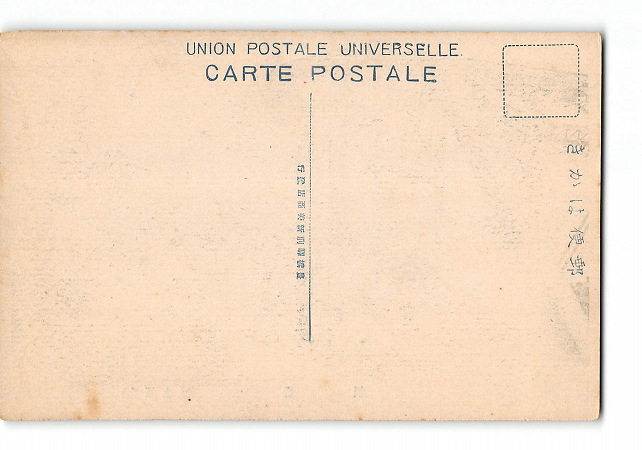 UNION POSTALE UNIVERSELLE.
CARTE POSTALE
きかは便郵